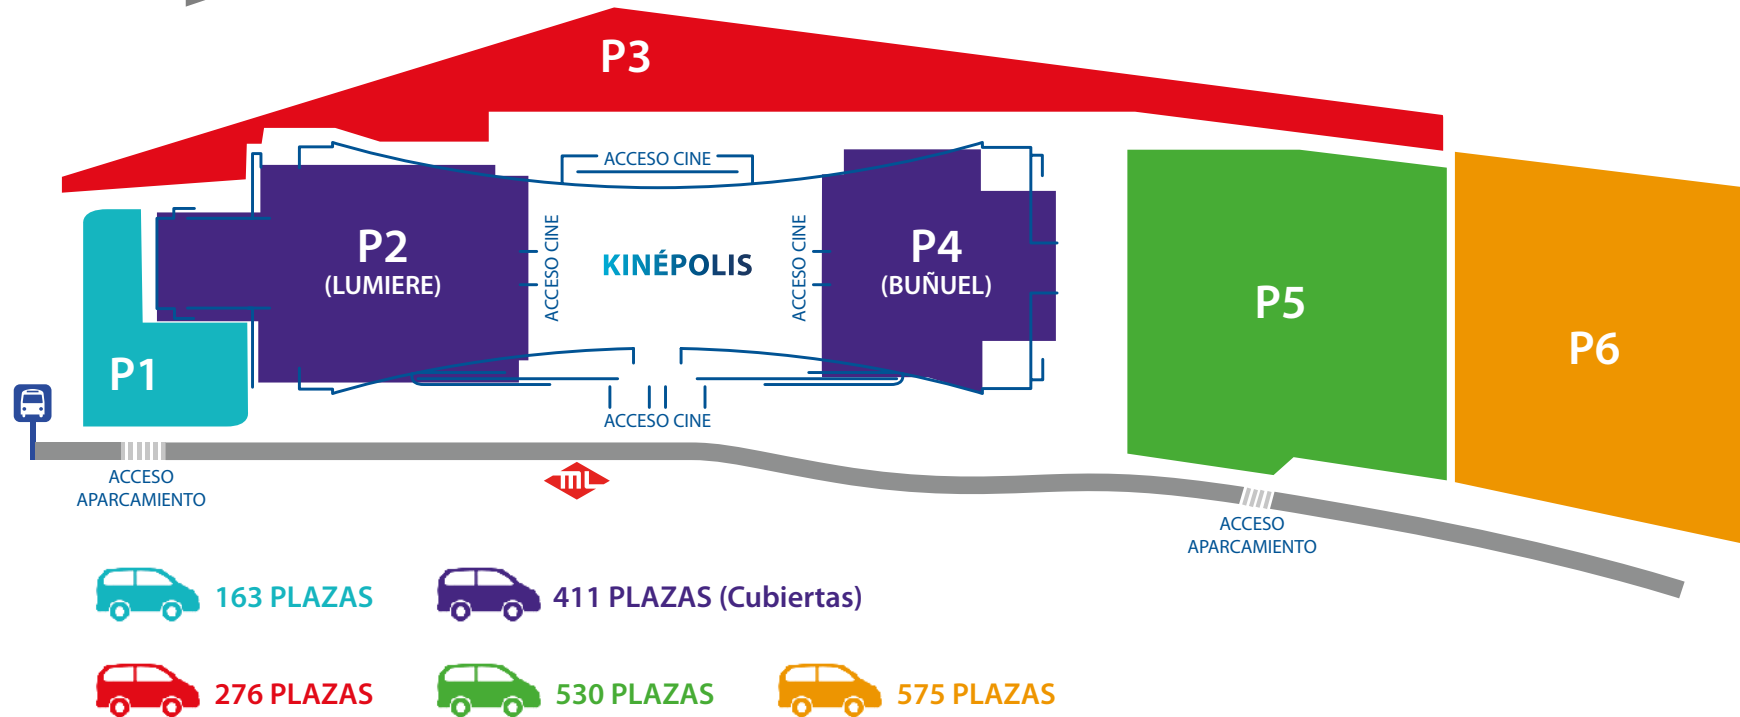 P3
ACCESO CINE
P2
(LUMIERE)
ACCESO CINE
KINÉPOLIS
ACCESO CINE
P4
(BUÑUEL)
P5
P6
P1
ACCESO CINE
ACCESO
APARCAMIENTO
mL
ACCESO
APARCAMIENTO
163 PLAZAS
411 PLAZAS (Cubiertas)
276 PLAZAS
530 PLAZAS
575 PLAZAS